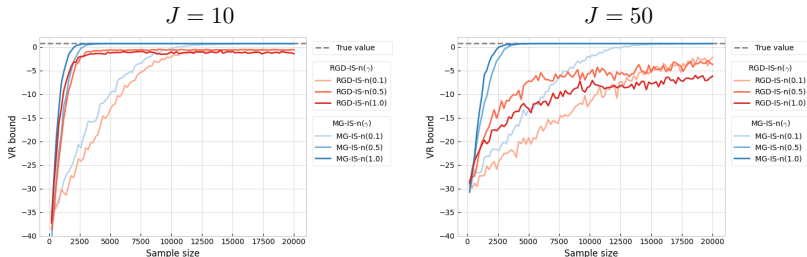 J = 10
VR bound
0
−5
−10
−15
−20
−25
−30
−35
−40
0 2500 5000 7500 10000 12500 15000 17500 20000
Sample size
True value
RGD-IS-n(γ)
RGD-IS-n(0.1)
RGD-IS-n(0.5)
RGD-IS-n(1.0)
MG-IS-n(γ)
MG-IS-n(0.1)
MG-IS-n(0.5)
MG-IS-n(1.0)
J = 50
VR bound
0
−5
−10
−15
−20
−25
−30
−35
−40
0 2500 5000 7500 10000 12500 15000 17500 20000
Sample size
True value
RGD-IS-n(γ)
RGD-IS-n(0.1)
RGD-IS-n(0.5)
RGD-IS-n(1.0)
MG-IS-n(γ)
MG-IS-n(0.1)
MG-IS-n(0.5)
MG-IS-n(1.0)